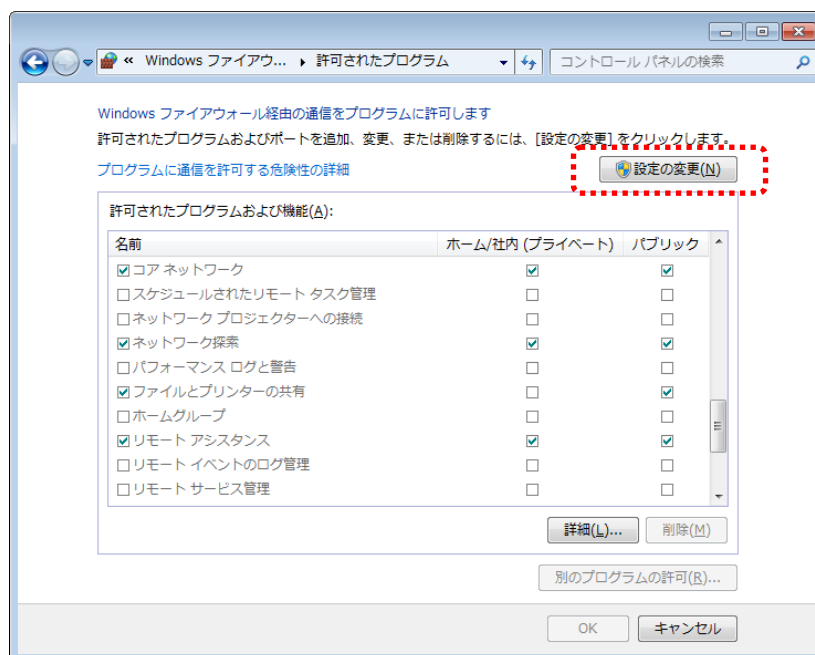 « Windows ファイアウ... 許可されたプログラム コントロール パネルの検索
Windows ファイアウォール経由の通信をプログラムに許可します
許可されたプログラムおよびポートを追加、変更、または削除するには、[設定の変更] をクリックします。
プログラムに通信を許可する危険性の詳細 設定の変更(N)
許可されたプログラムおよび機能(A):
名前 ホーム/社内 (プライベート) パブリック
コア ネットワーク
スケジュールされたリモート タスク管理
ネットワーク プロジェクターへの接続
ネットワーク探索
パフォーマンス ログと警告
ファイルとプリンターの共有
ホームグループ
リモート アシスタンス
リモート イベントのログ管理
リモート サービス管理
詳細(L)... 削除(M)
別のプログラムの許可(R)...
OK キャンセル